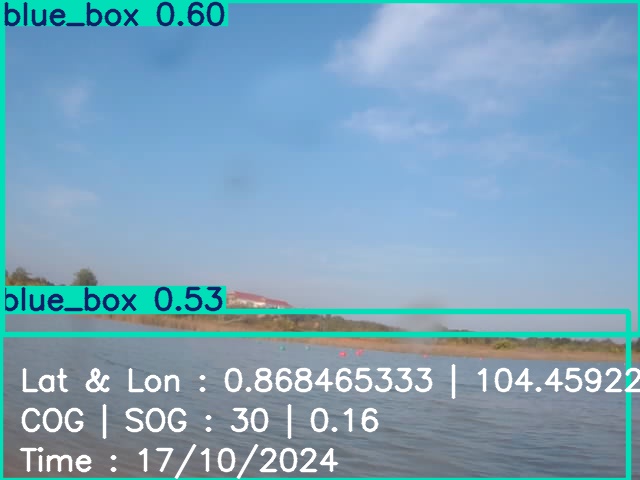 blue_box 0.60
blue_box 0.53
Lat & Lon : 0.868465333 | 104.45922
COG | SOG : 30 | 0.16
Time : 17/10/2024